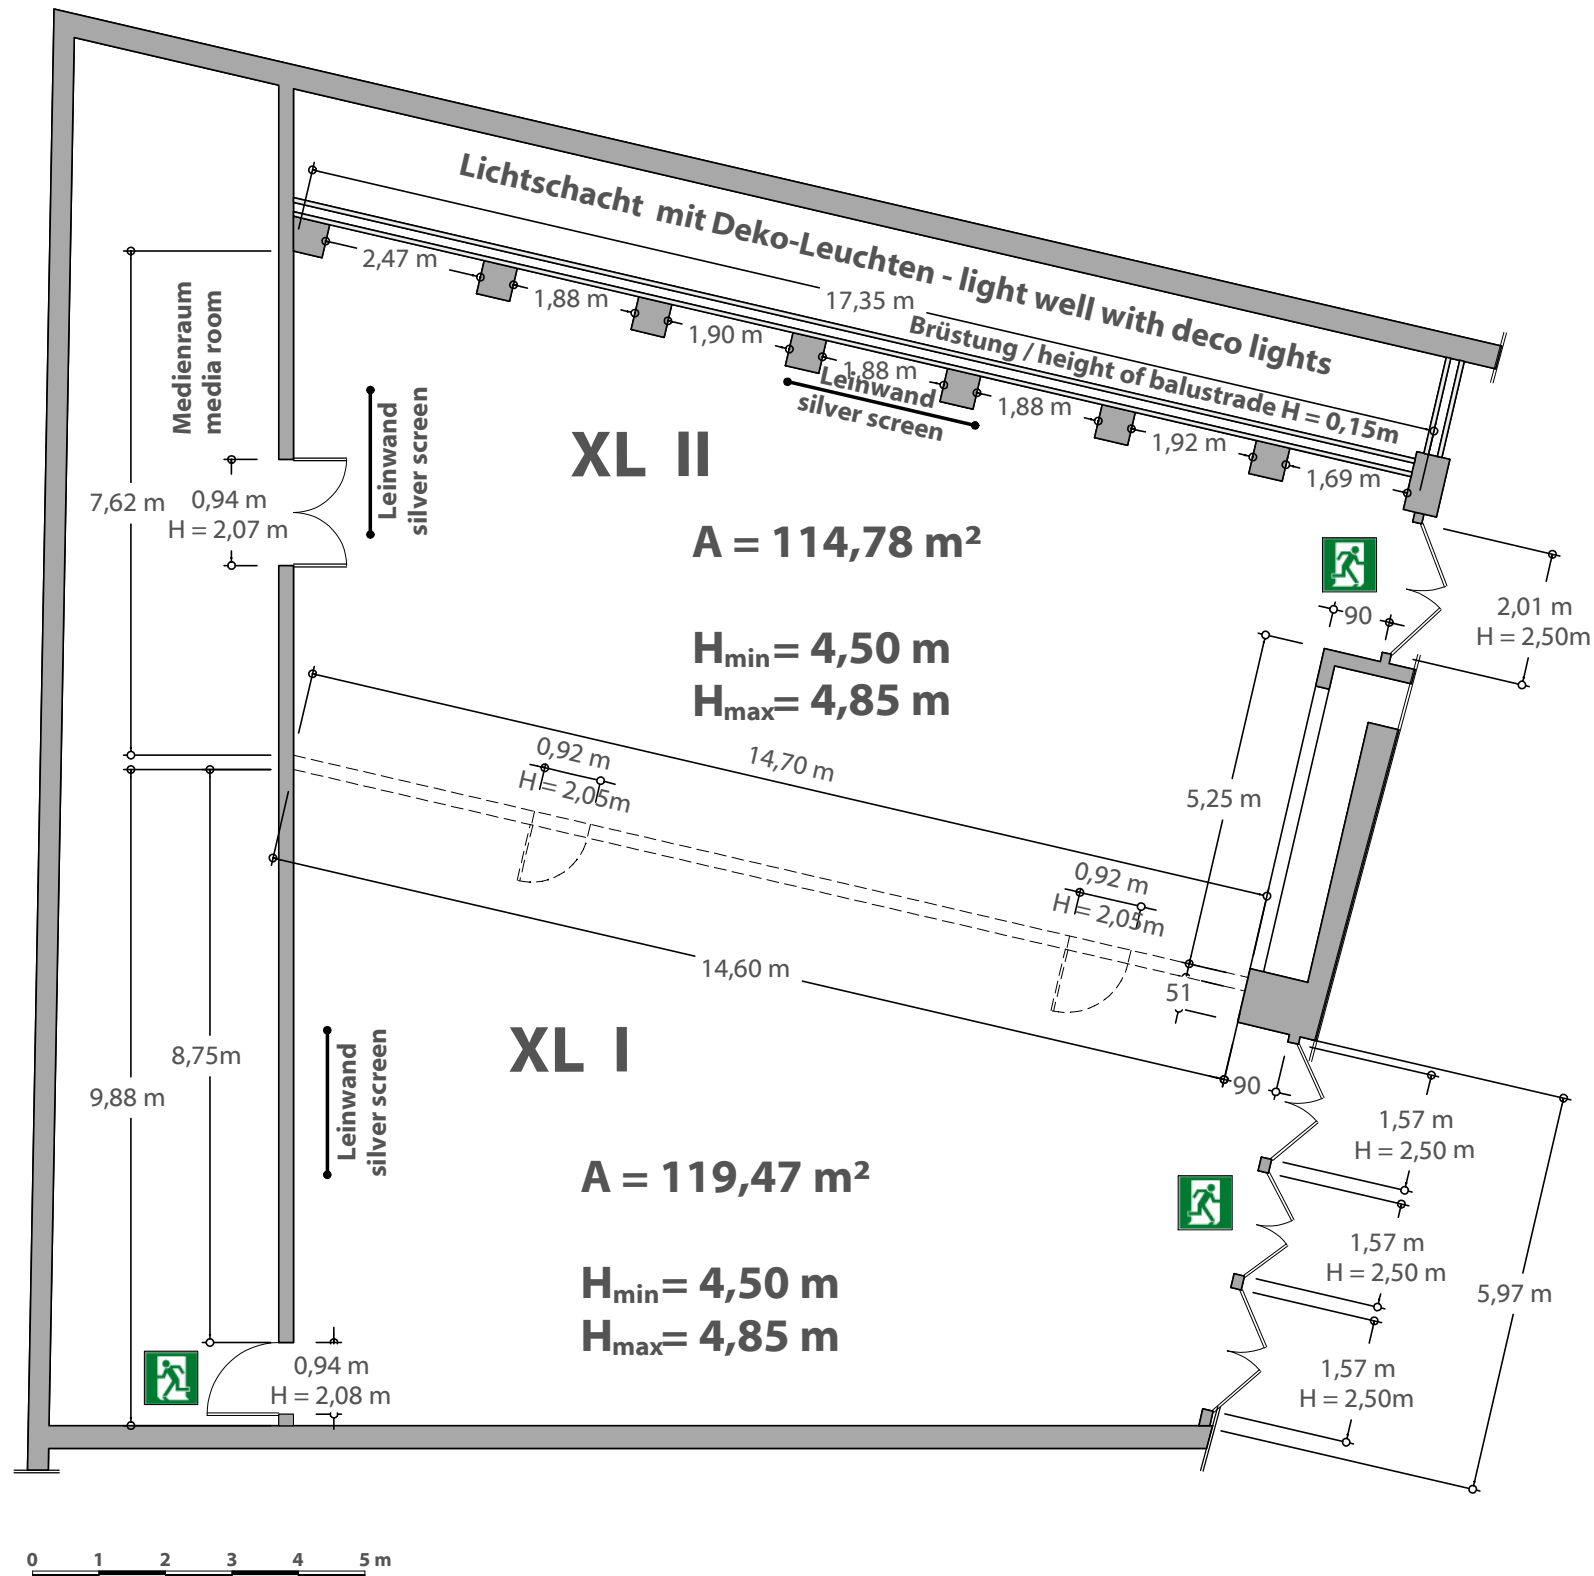 Lichtschacht mit Deko-Leuchten - light well with deco lights
17,35 m
Brüstung / height of balustrade H = 0,15m
2,47 m
1,88 m
1,90 m
1,88 m
1,88 m
1,92 m
1,69 m
Leinwand
silver screen
Medienraum
media room
Leinwand
silver screen
XL II
7,62 m
0,94 m
H = 2,07 m
A = 114,78 m²
Hmin= 4,50 m
Hmax= 4,85 m
90
2,01 m
H = 2,50m
0,92 m
H = 2,05m
14,70 m
5,25 m
0,92 m
H = 2,05m
14,60 m
51
XL I
8,75m
9,88 m
Leinwand
silver screen
90
1,57 m
H = 2,50 m
A = 119,47 m²
1,57 m
H = 2,50 m
5,97 m
Hmin= 4,50 m
Hmax= 4,85 m
0,94 m
H = 2,08 m
1,57 m
H = 2,50m
0 1 2 3 4 5 m